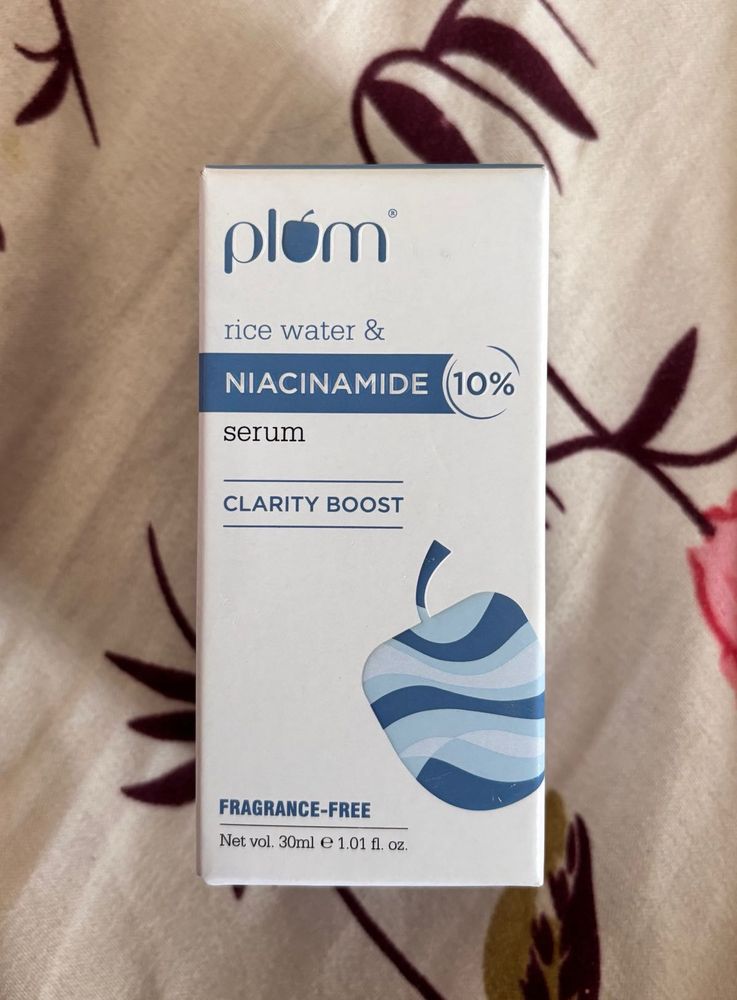 plum®
rice water &
NIACINAMIDE 10%
serum
CLARITY BOOST
FRAGRANCE-FREE
Net vol. 30ml ℮ 1.01 fl. oz.